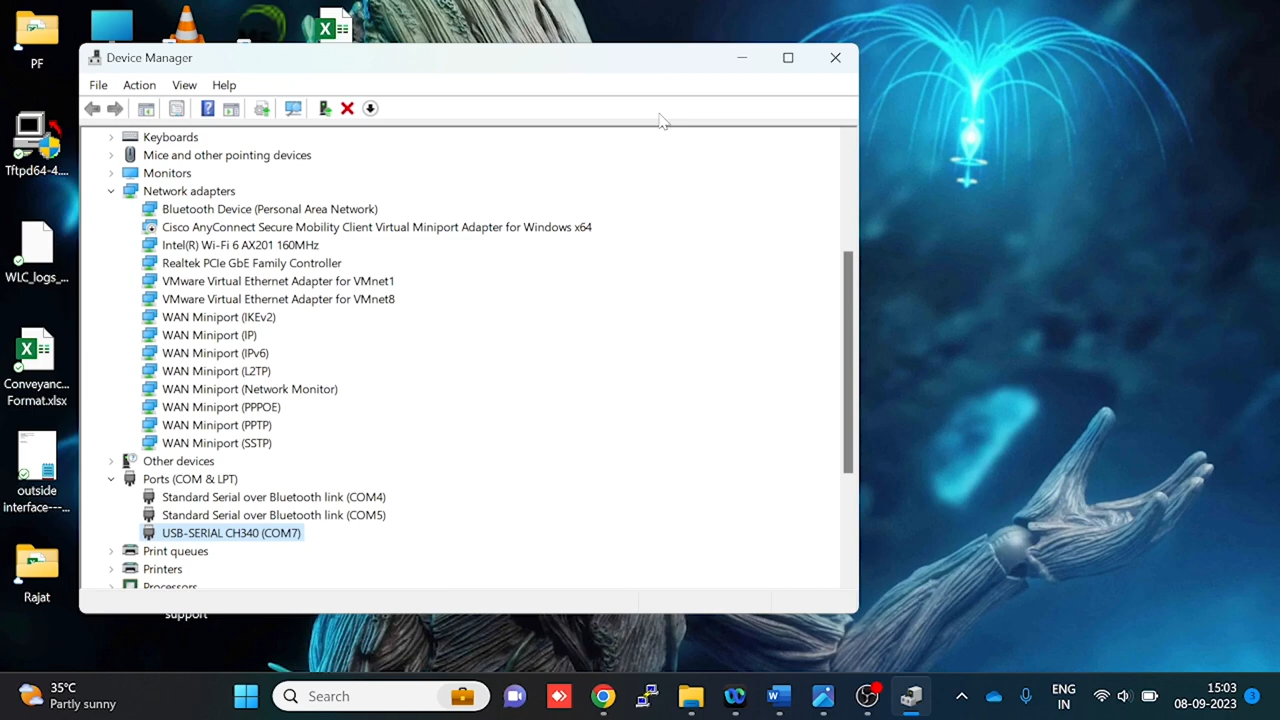 PF
Tftpd64-4....
WLC_logs_...
Conveyanc...
Format.xlsx
outside
interface---...
Rajat
Device Manager
File Action View Help
Keyboards
Mice and other pointing devices
Monitors
Network adapters
Bluetooth Device (Personal Area Network)
Cisco AnyConnect Secure Mobility Client Virtual Miniport Adapter for Windows x64
Intel(R) Wi-Fi 6 AX201 160MHz
Realtek PCIe GbE Family Controller
VMware Virtual Ethernet Adapter for VMnet1
VMware Virtual Ethernet Adapter for VMnet8
WAN Miniport (IKEv2)
WAN Miniport (IP)
WAN Miniport (IPv6)
WAN Miniport (L2TP)
WAN Miniport (Network Monitor)
WAN Miniport (PPPOE)
WAN Miniport (PPTP)
WAN Miniport (SSTP)
Other devices
Ports (COM & LPT)
Standard Serial over Bluetooth link (COM4)
Standard Serial over Bluetooth link (COM5)
USB-SERIAL CH340 (COM7)
Print queues
Printers
Processors
support
35°C
Partly sunny
Search
ENG
IN
15:03
08-09-2023
3